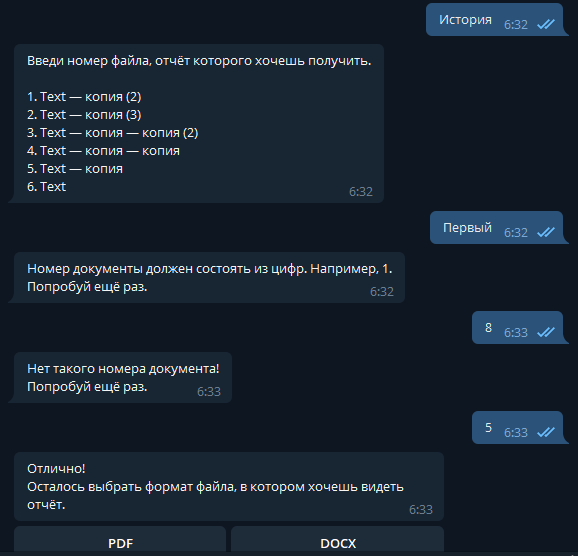 История 6:32
Введи номер файла, отчёт которого хочешь получить.
1. Text — копия (2)
2. Text — копия (3)
3. Text — копия — копия (2)
4. Text — копия — копия
5. Text — копия
6. Text
6:32
Первый 6:32
Номер документы должен состоять из цифр. Например, 1.
Попробуй ещё раз. 6:32
8 6:33
Нет такого номера документа!
Попробуй ещё раз. 6:33
5 6:33
Отлично!
Осталось выбрать формат файла, в котором хочешь видеть
отчёт. 6:33
PDF DOCX